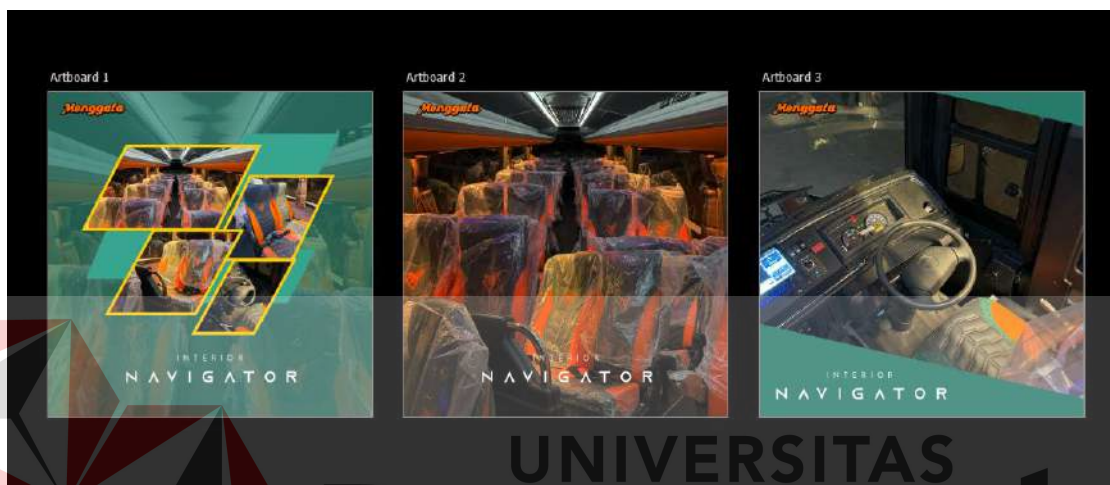 Artboard 1
Menggala
INTERIOR
NAVIGATOR
Artboard 2
Menggala
INTERIOR
NAVIGATOR
Artboard 3
Menggala
INTERIOR
NAVIGATOR
UNIVERSITAS